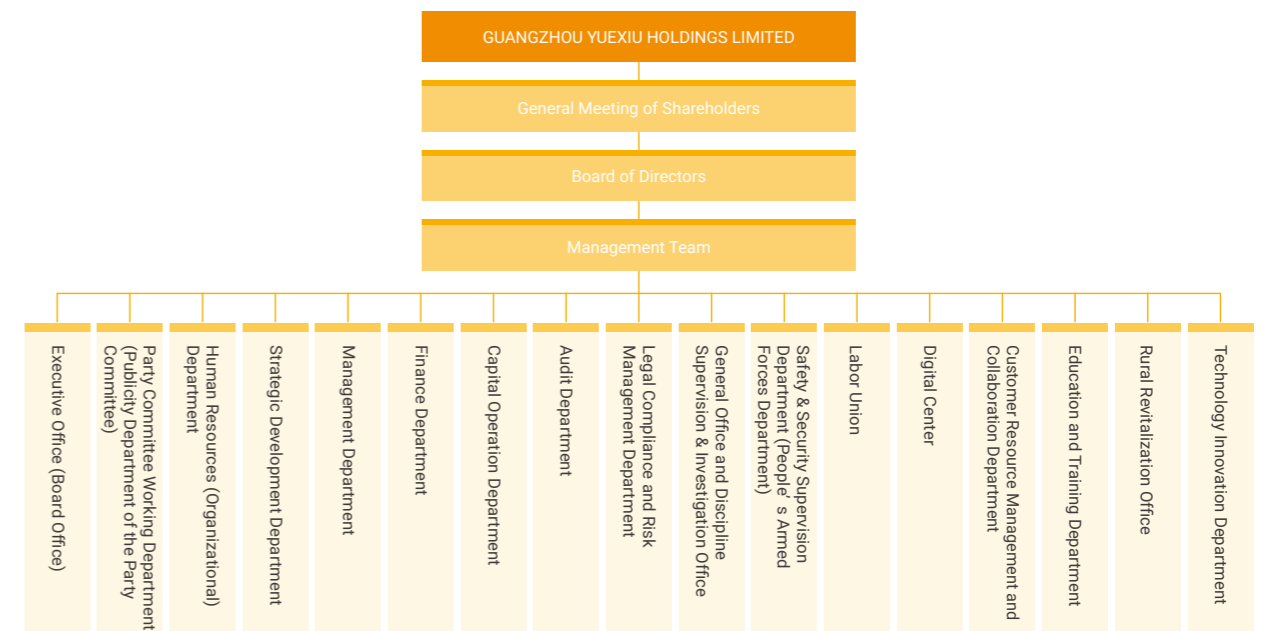 GUANGZHOU YUEXIU HOLDINGS LIMITED
General Meeting of Shareholders
Board of Directors
Management Team
Executive Office (Board Office)
Party Committee Working Department
(Publicity Department of the Party
Committee)
Human Resources (Organizational)
Department
Strategic Development Department
Management Department
Finance Department
Capital Operation Department
Audit Department
Legal Compliance and Risk
Management Department
General Office and Discipline
Supervision & Investigation Office
Safety & Security Supervision
Department (People’s Armed
Forces Department)
Labor Union
Digital Center
Customer Resource Management and
Collaboration Department
Education and Training Department
Rural Revitalization Office
Technology Innovation Department